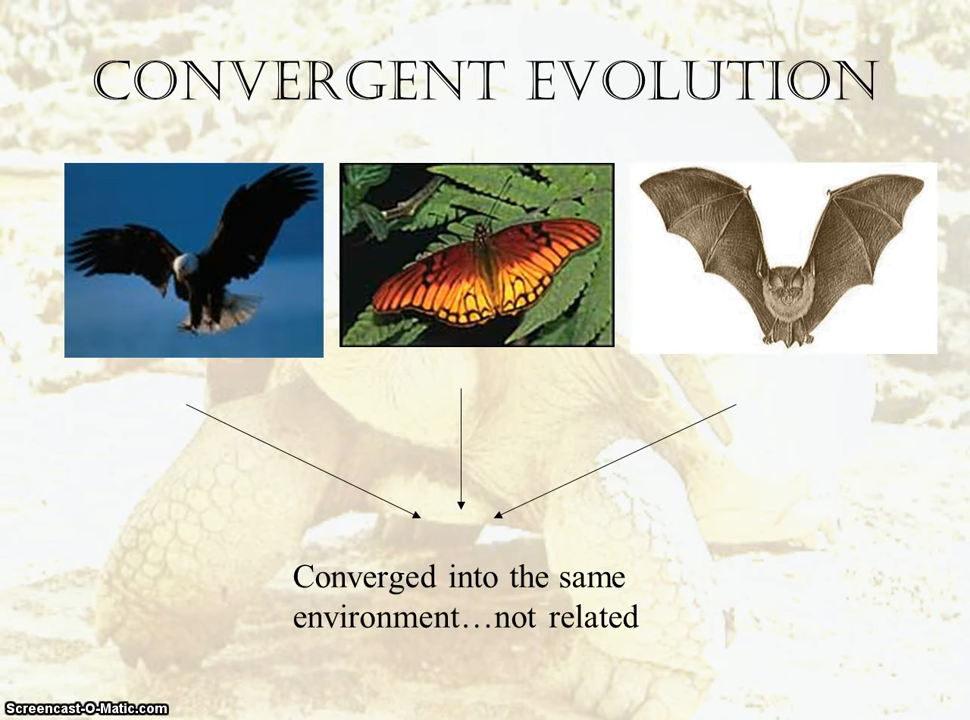 CONVERGENT EVOLUTION
Converged into the same
environment...not related
Screencast-O-Matic.com